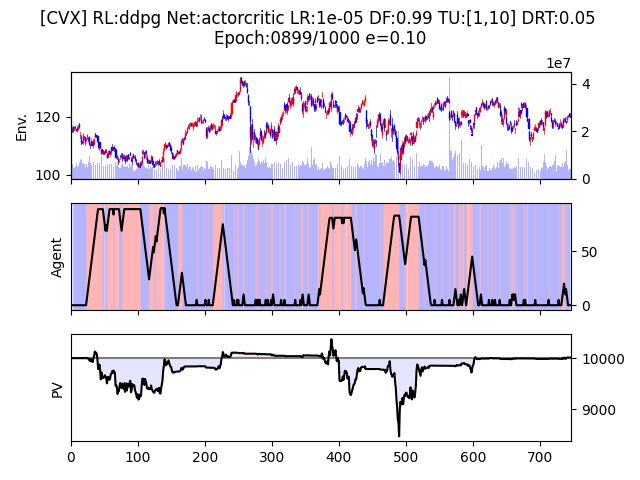 [CVX] RL:ddpg Net:actorcritic LR:1e-05 DF:0.99 TU:[1,10] DRT:0.05
Epoch:0899/1000 e=0.10
1e7
Env.
120
100
4
2
0
Agent
50
0
PV
10000
9000
0 100 200 300 400 500 600 700